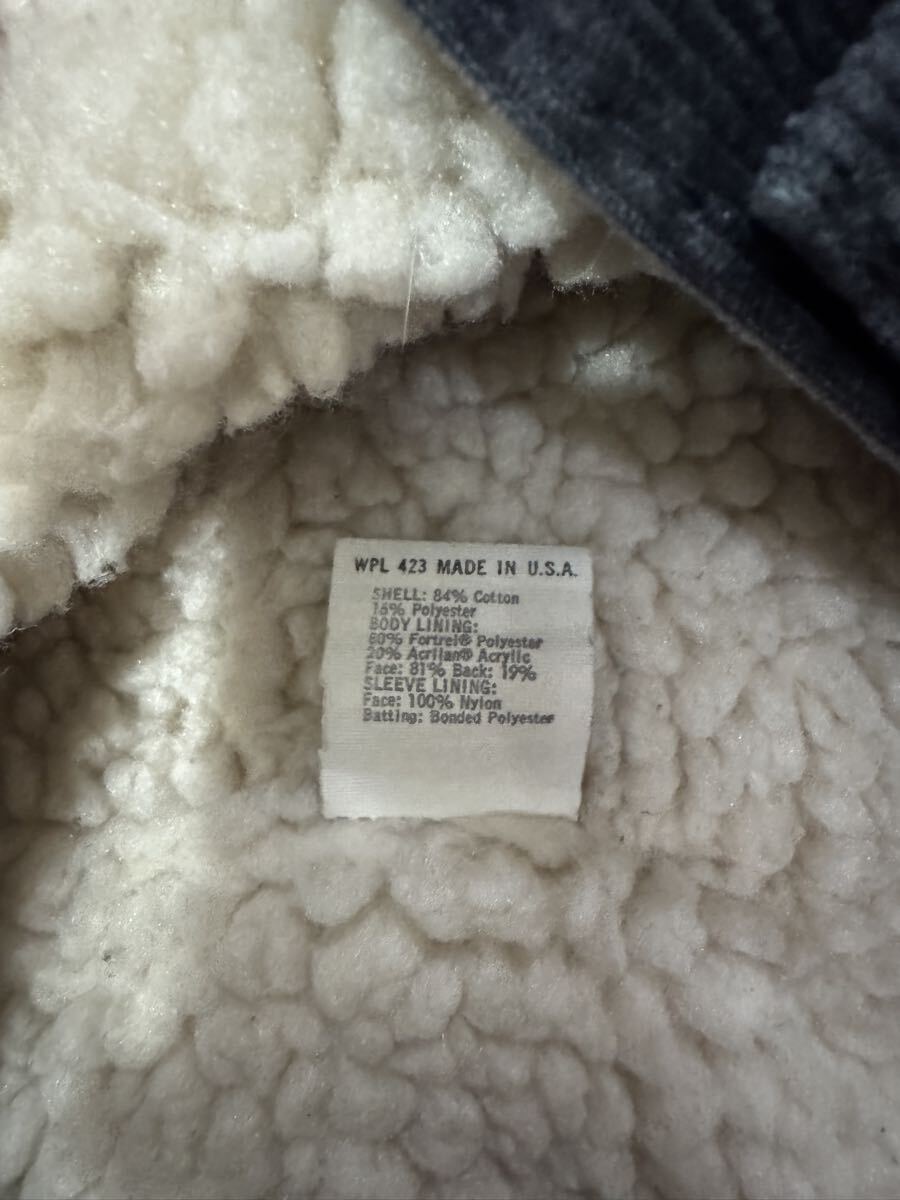 WPL 423 MADE IN U.S.A.
SHELL: 84% Cotton
16% Polyester
BODY LINING:
80% Fortrel® Polyester
20% Acrilan® Acrylic
Face: 81% Back: 19%
SLEEVE LINING:
Face: 100% Nylon
Batting: Bonded Polyester